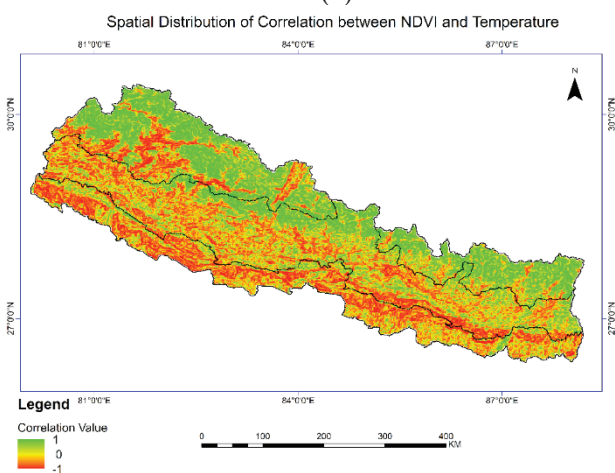 Spatial Distribution of Correlation between NDVI and Temperature
81°0'0"E 84°0'0"E 87°0'0"E
N
30°0'0"N 30°0'0"N
27°0'0"N 27°0'0"N
81°0'0"E 84°0'0"E 87°0'0"E
Legend
Correlation Value
1
0
-1
0 100 200 300 400
KM